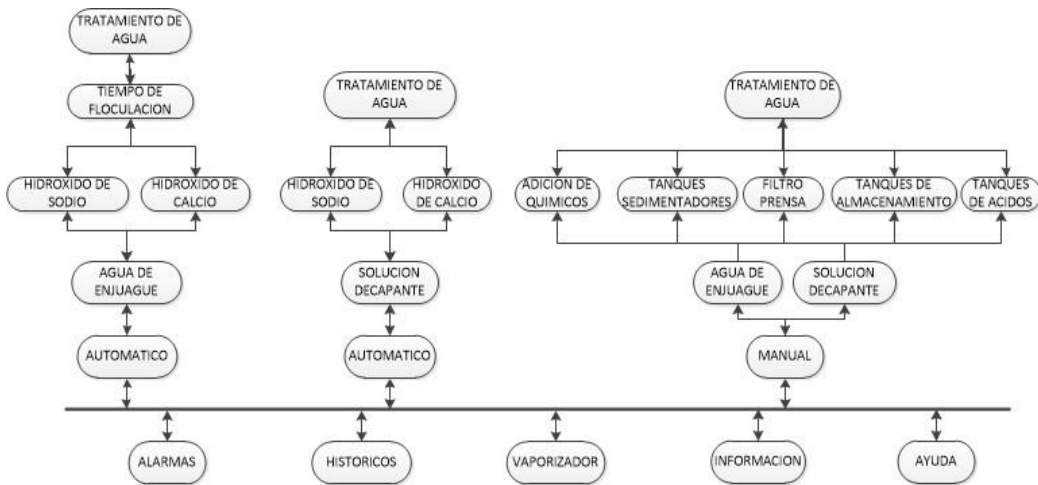 TRATAMIENTO DE
AGUA
TIEMPO DE
FLOCULACION
HIDROXIDO DE
SODIO
HIDROXIDO DE
CALCIO
AGUA DE
ENJUAGUE
AUTOMATICO
TRATAMIENTO DE
AGUA
HIDROXIDO DE
SODIO
HIDROXIDO
DE CALCIO
SOLUCION
DECAPANTE
AUTOMATICO
TRATAMIENTO DE
AGUA
ADICION DE
QUIMICOS
TANQUES
SEDIMENTADORES
FILTRO
PRENSA
TANQUES DE
ALMACENAMIENTO
TANQUES
DE ACIDOS
AGUA DE
ENJUAGUE
SOLUCION
DECAPANTE
MANUAL
ALARMAS
HISTORICOS
VAPORIZADOR
INFORMACION
AYUDA